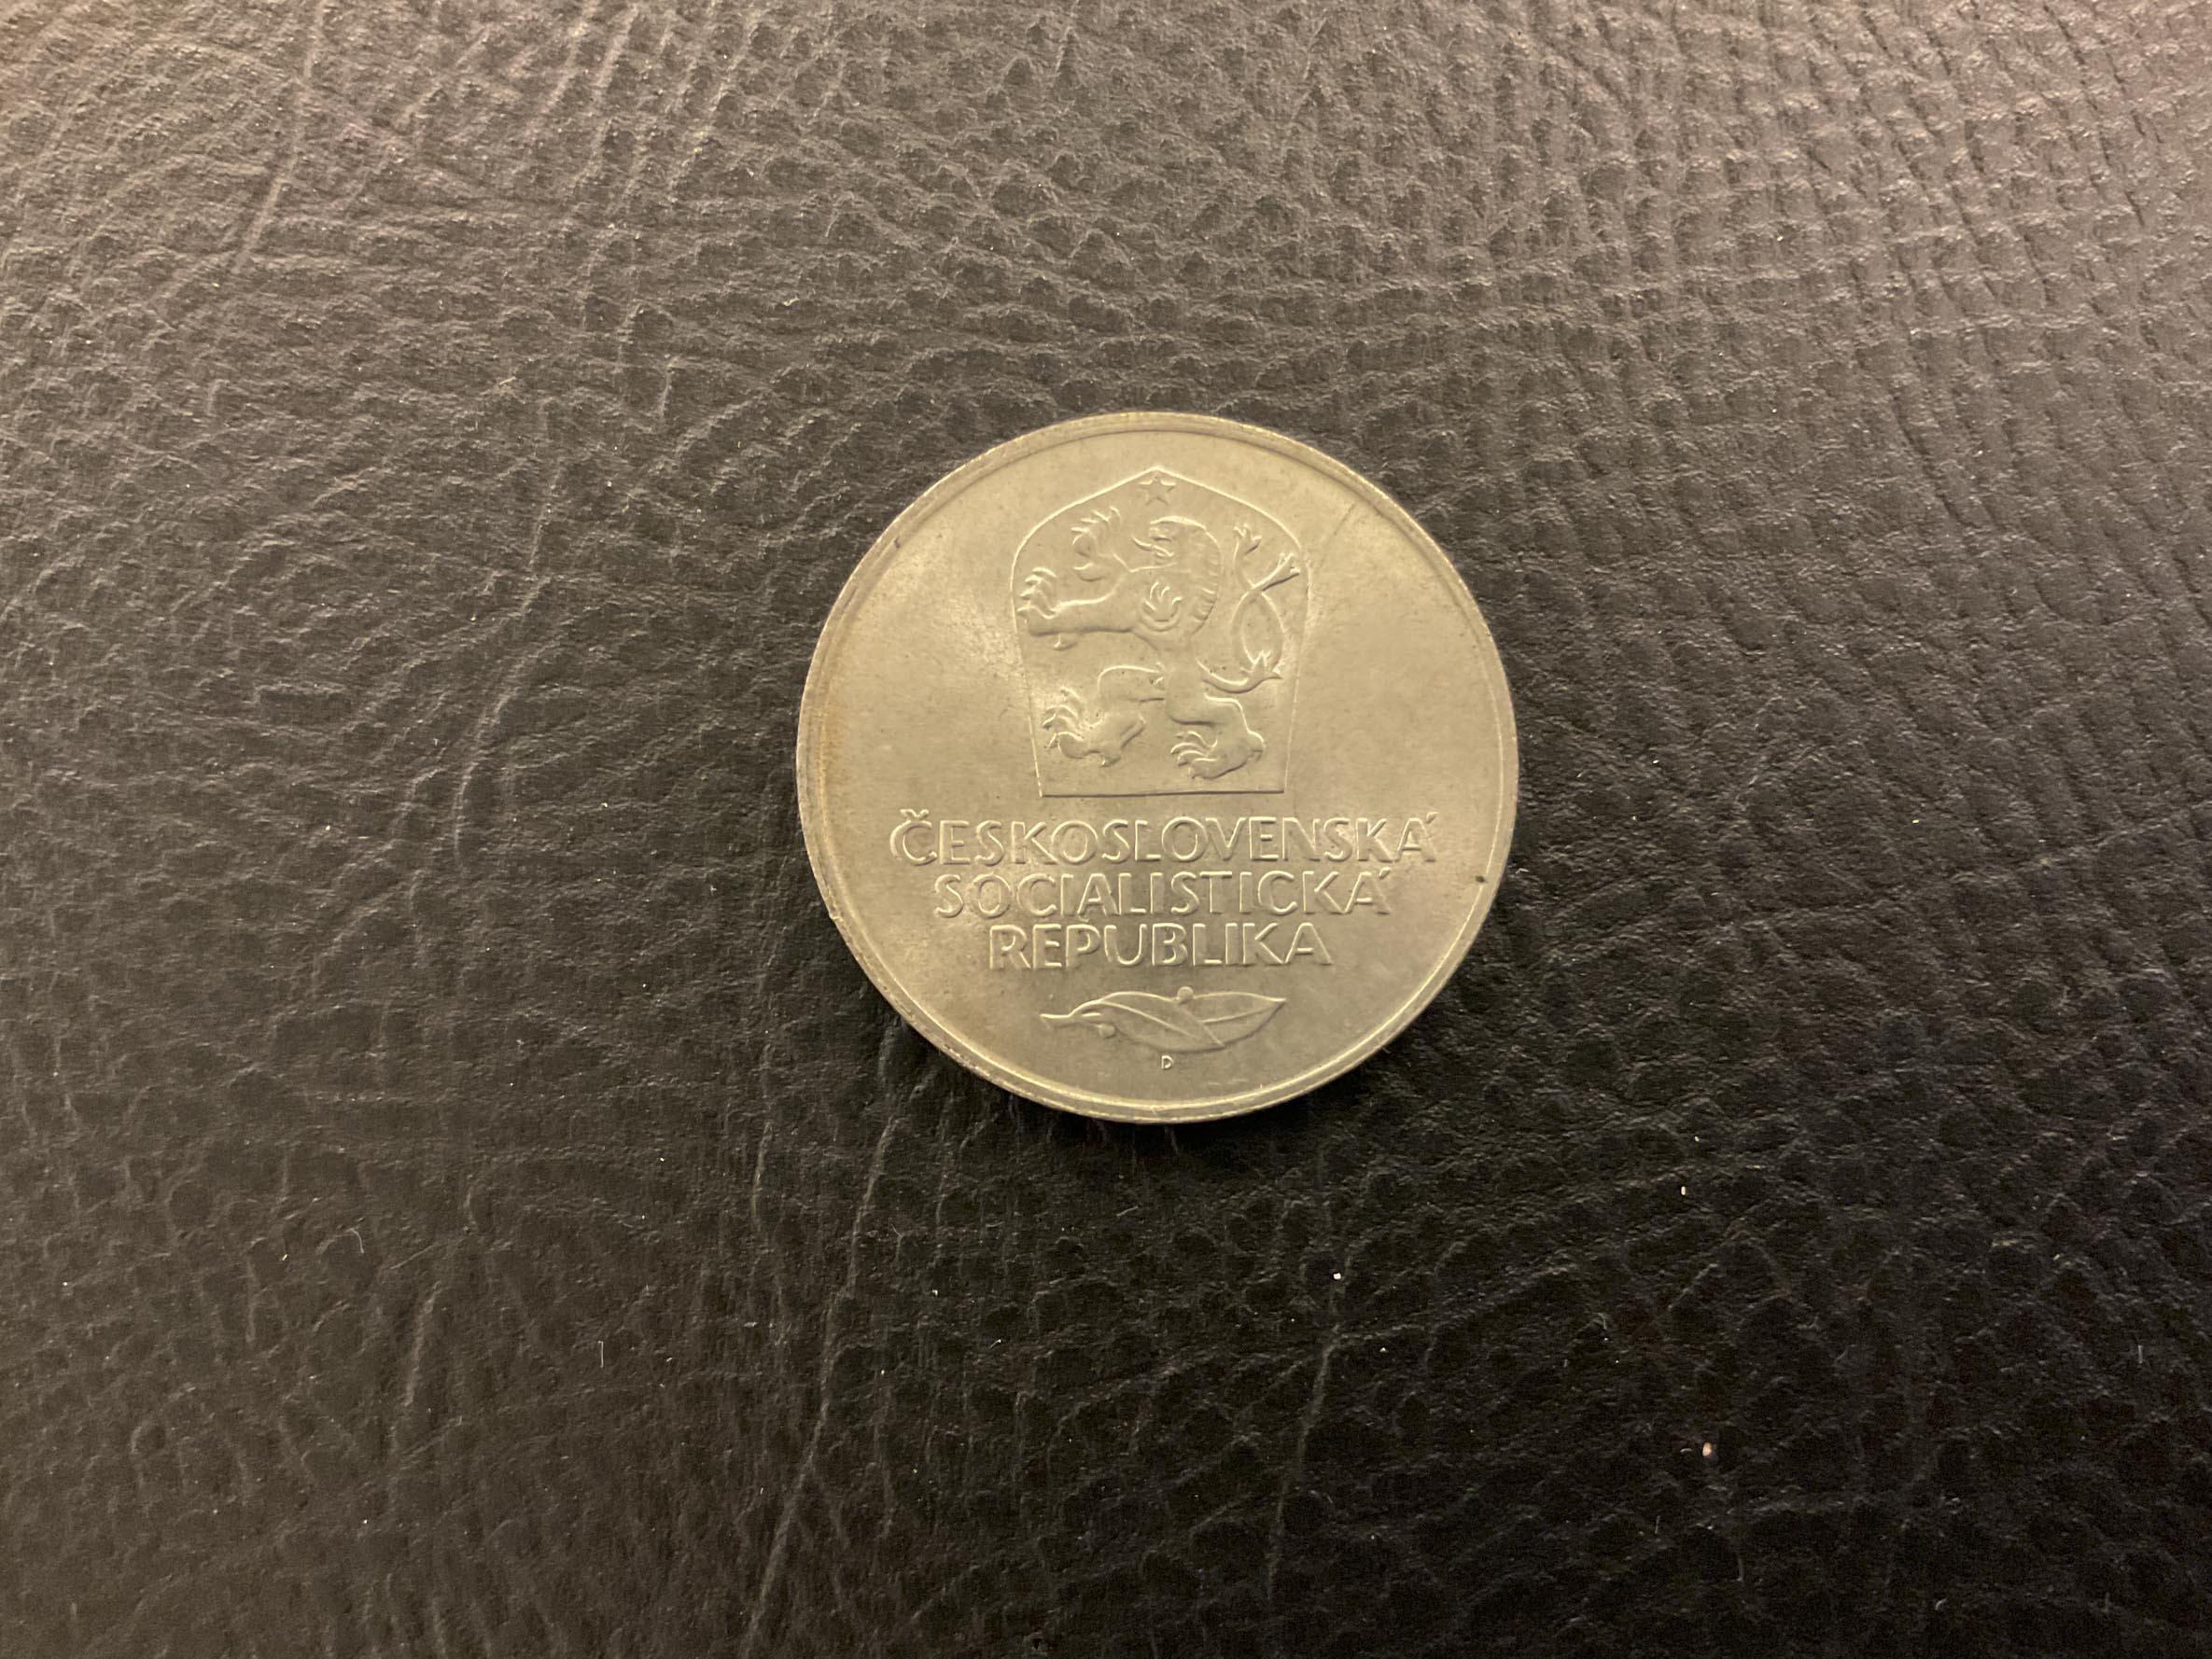 ČESKOSLOVENSKÁ
SOCIALISTICKÁ
REPUBLIKA
D